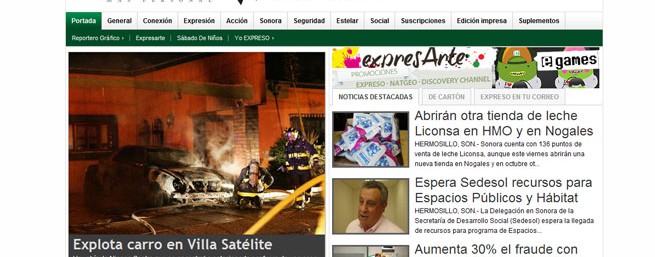 Portada General Conexión Expresión Acción Sonora Seguridad Estelar Social Suscripciones Edición impresa Suplementos
Reportero Gráfico Expresarte Sábado De Niños Yo EXPRESO
expresArte games
PROMOCIONES
EXPRESO - NATGEO - DISCOVERY CHANNEL
NOTICIAS DESTACADAS DE CARTÓN EXPRESO EN TU CORREO
Abrirán otra tienda de leche
Liconsa en HMO y en Nogales
HERMOSILLO, SON.- Sonora cuenta con 136 puntos de
venta de leche Liconsa, aunque este viernes abrirán una
nueva tienda en Nogales y en octubre ot...
Espera Sedesol recursos para
Espacios Públicos y Hábitat
HERMOSILLO, SON.- La Delegación en Sonora de la
Secretaría de Desarrollo Social (Sedesol) espera la llegada
de recursos para programa de Espacios...
Explota carro en Villa Satélite
Aumenta 30% el fraude con